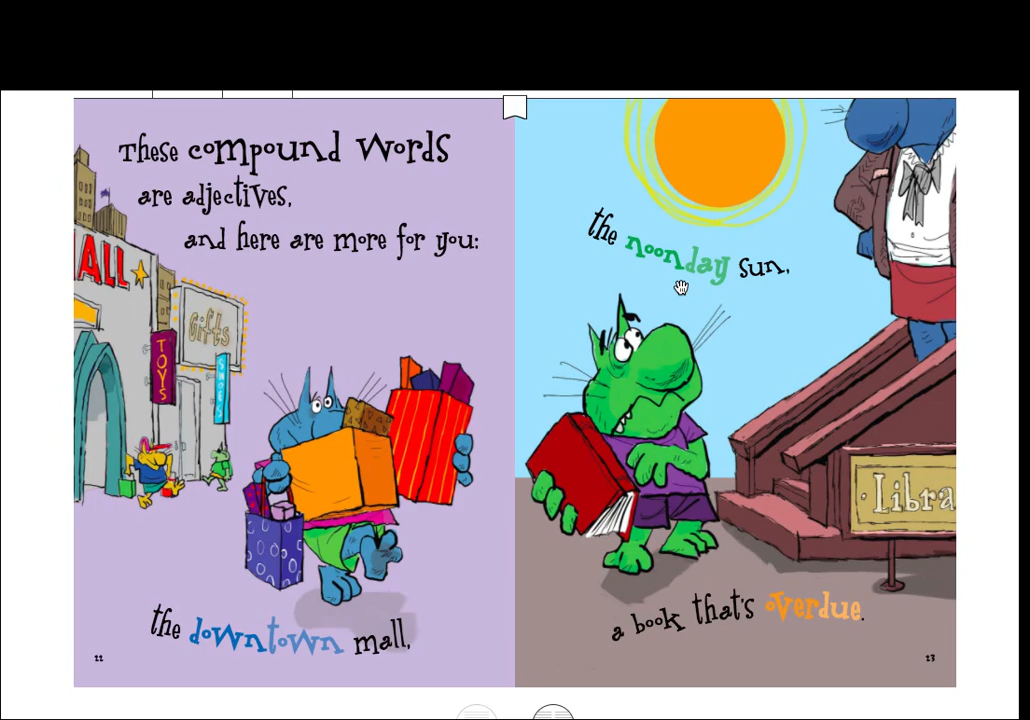 These compound words
are adjectives,
and here are more for you:
ALL
Gifts
TOYS
SHOES
the downtown mall,
22
the noonday sun,
Libra
a book that's overdue.
23